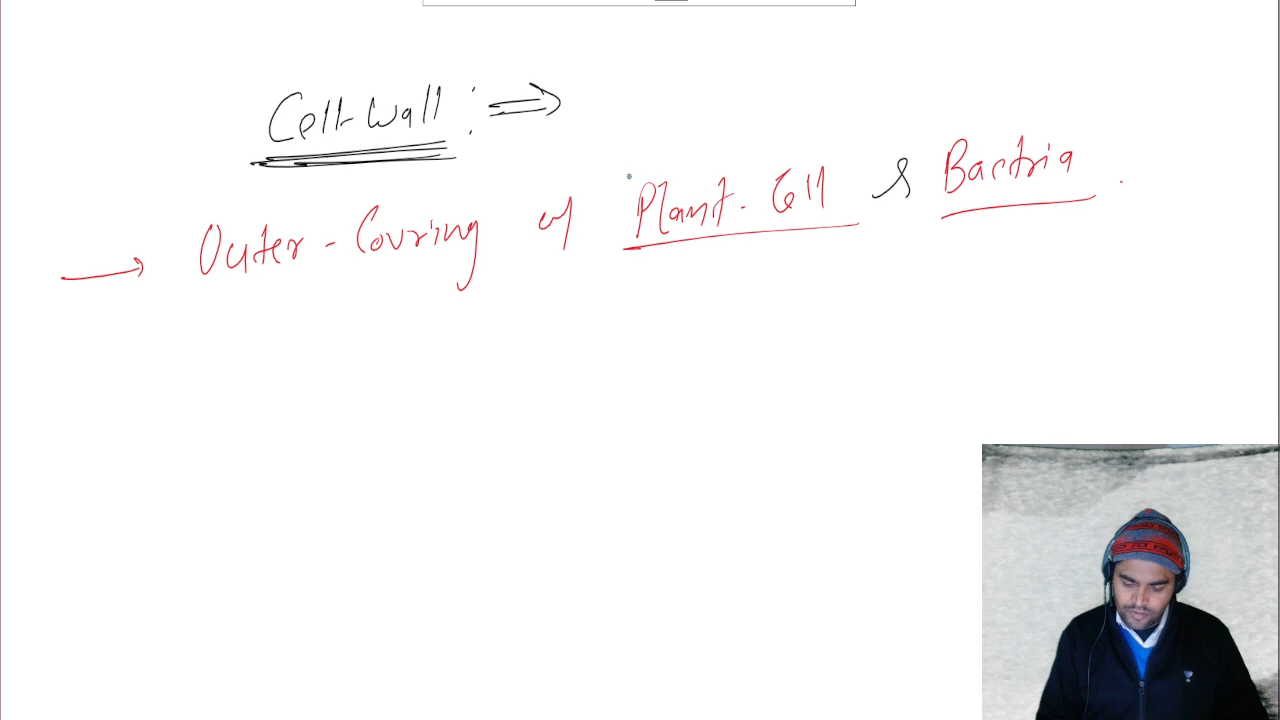 Cell-Wall :⇒
→ Outer-Covring of Plant-Cell & Bactria.